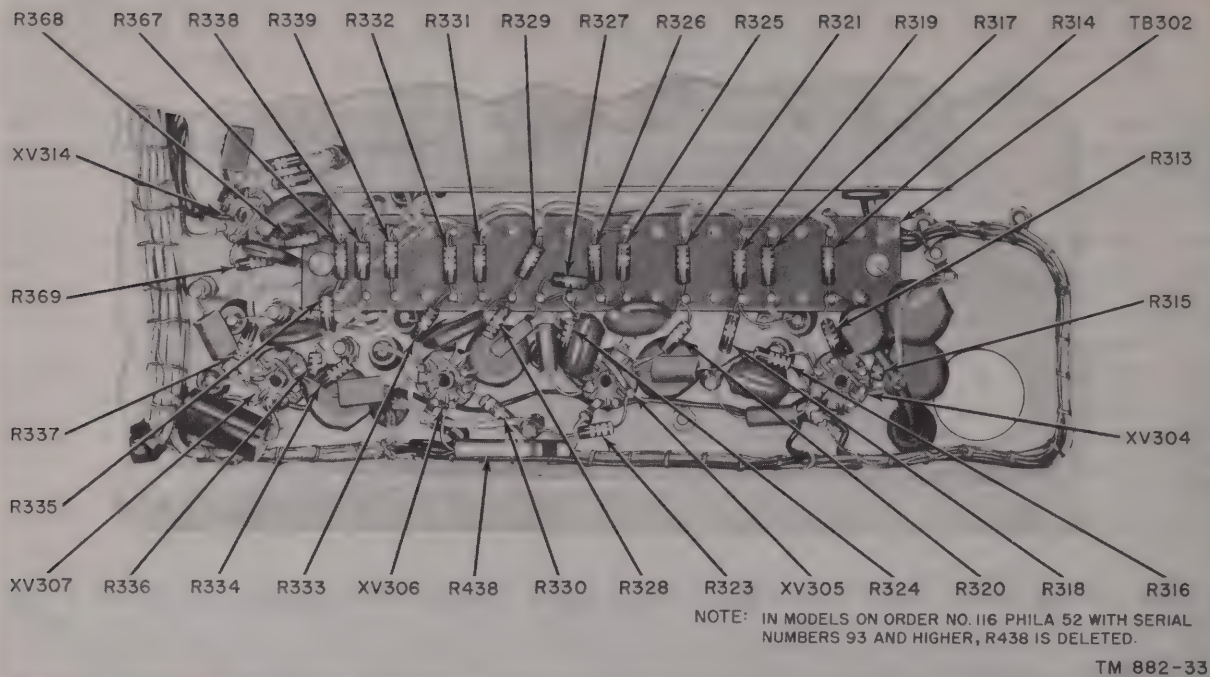 R368 R367 R338 R339 R332 R331 R329 R327 R326 R325 R321 R319 R317 R314 TB302
XV314
R313
R369
R315
R337
XV304
R335
XV307 R336 R334 R333 XV306 R438 R330 R328 R323 XV305 R324 R320 R318 R316
NOTE: IN MODELS ON ORDER NO. 116 PHILA 52 WITH SERIAL
NUMBERS 93 AND HIGHER, R438 IS DELETED.
TM 882-33